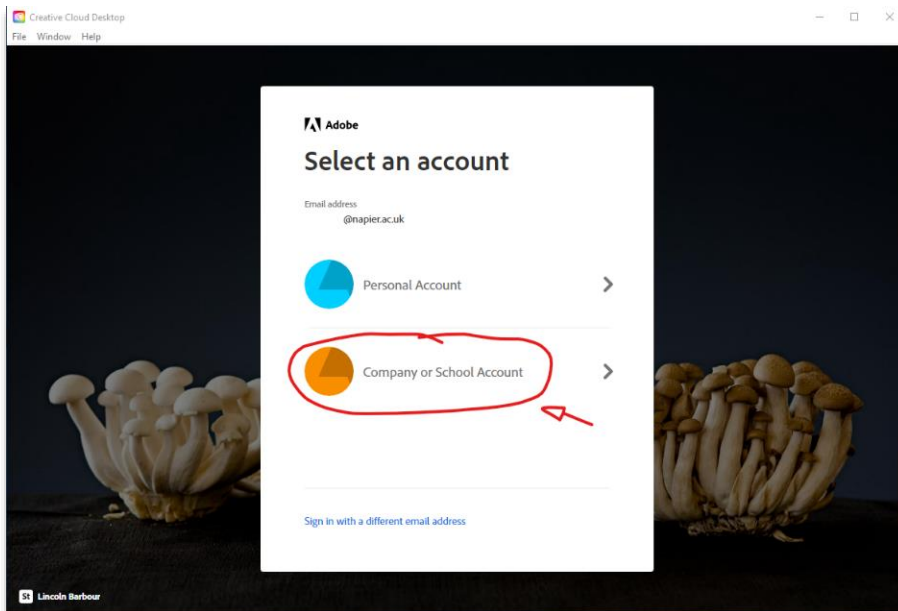 Creative Cloud Desktop
File Window Help
Adobe
Select an account
Email address
@napier.ac.uk
Personal Account
Company or School Account
Sign in with a different email address
St Lincoln Barbour